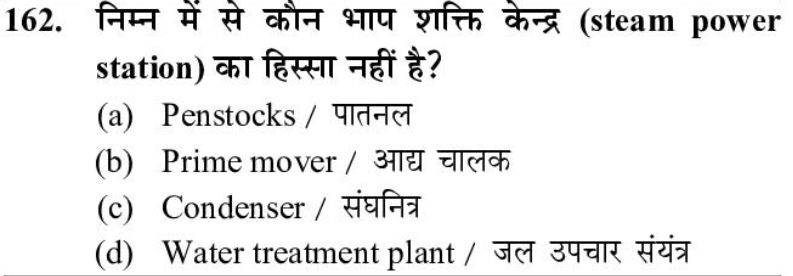 162. निम्न में से कौन भाप शक्ति केन्द्र (steam power
station) का हिस्सा नहीं है?
(a) Penstocks / पातनल
(b) Prime mover / आद्य चालक
(c) Condenser / संघनित्र
(d) Water treatment plant / जल उपचार संयंत्र